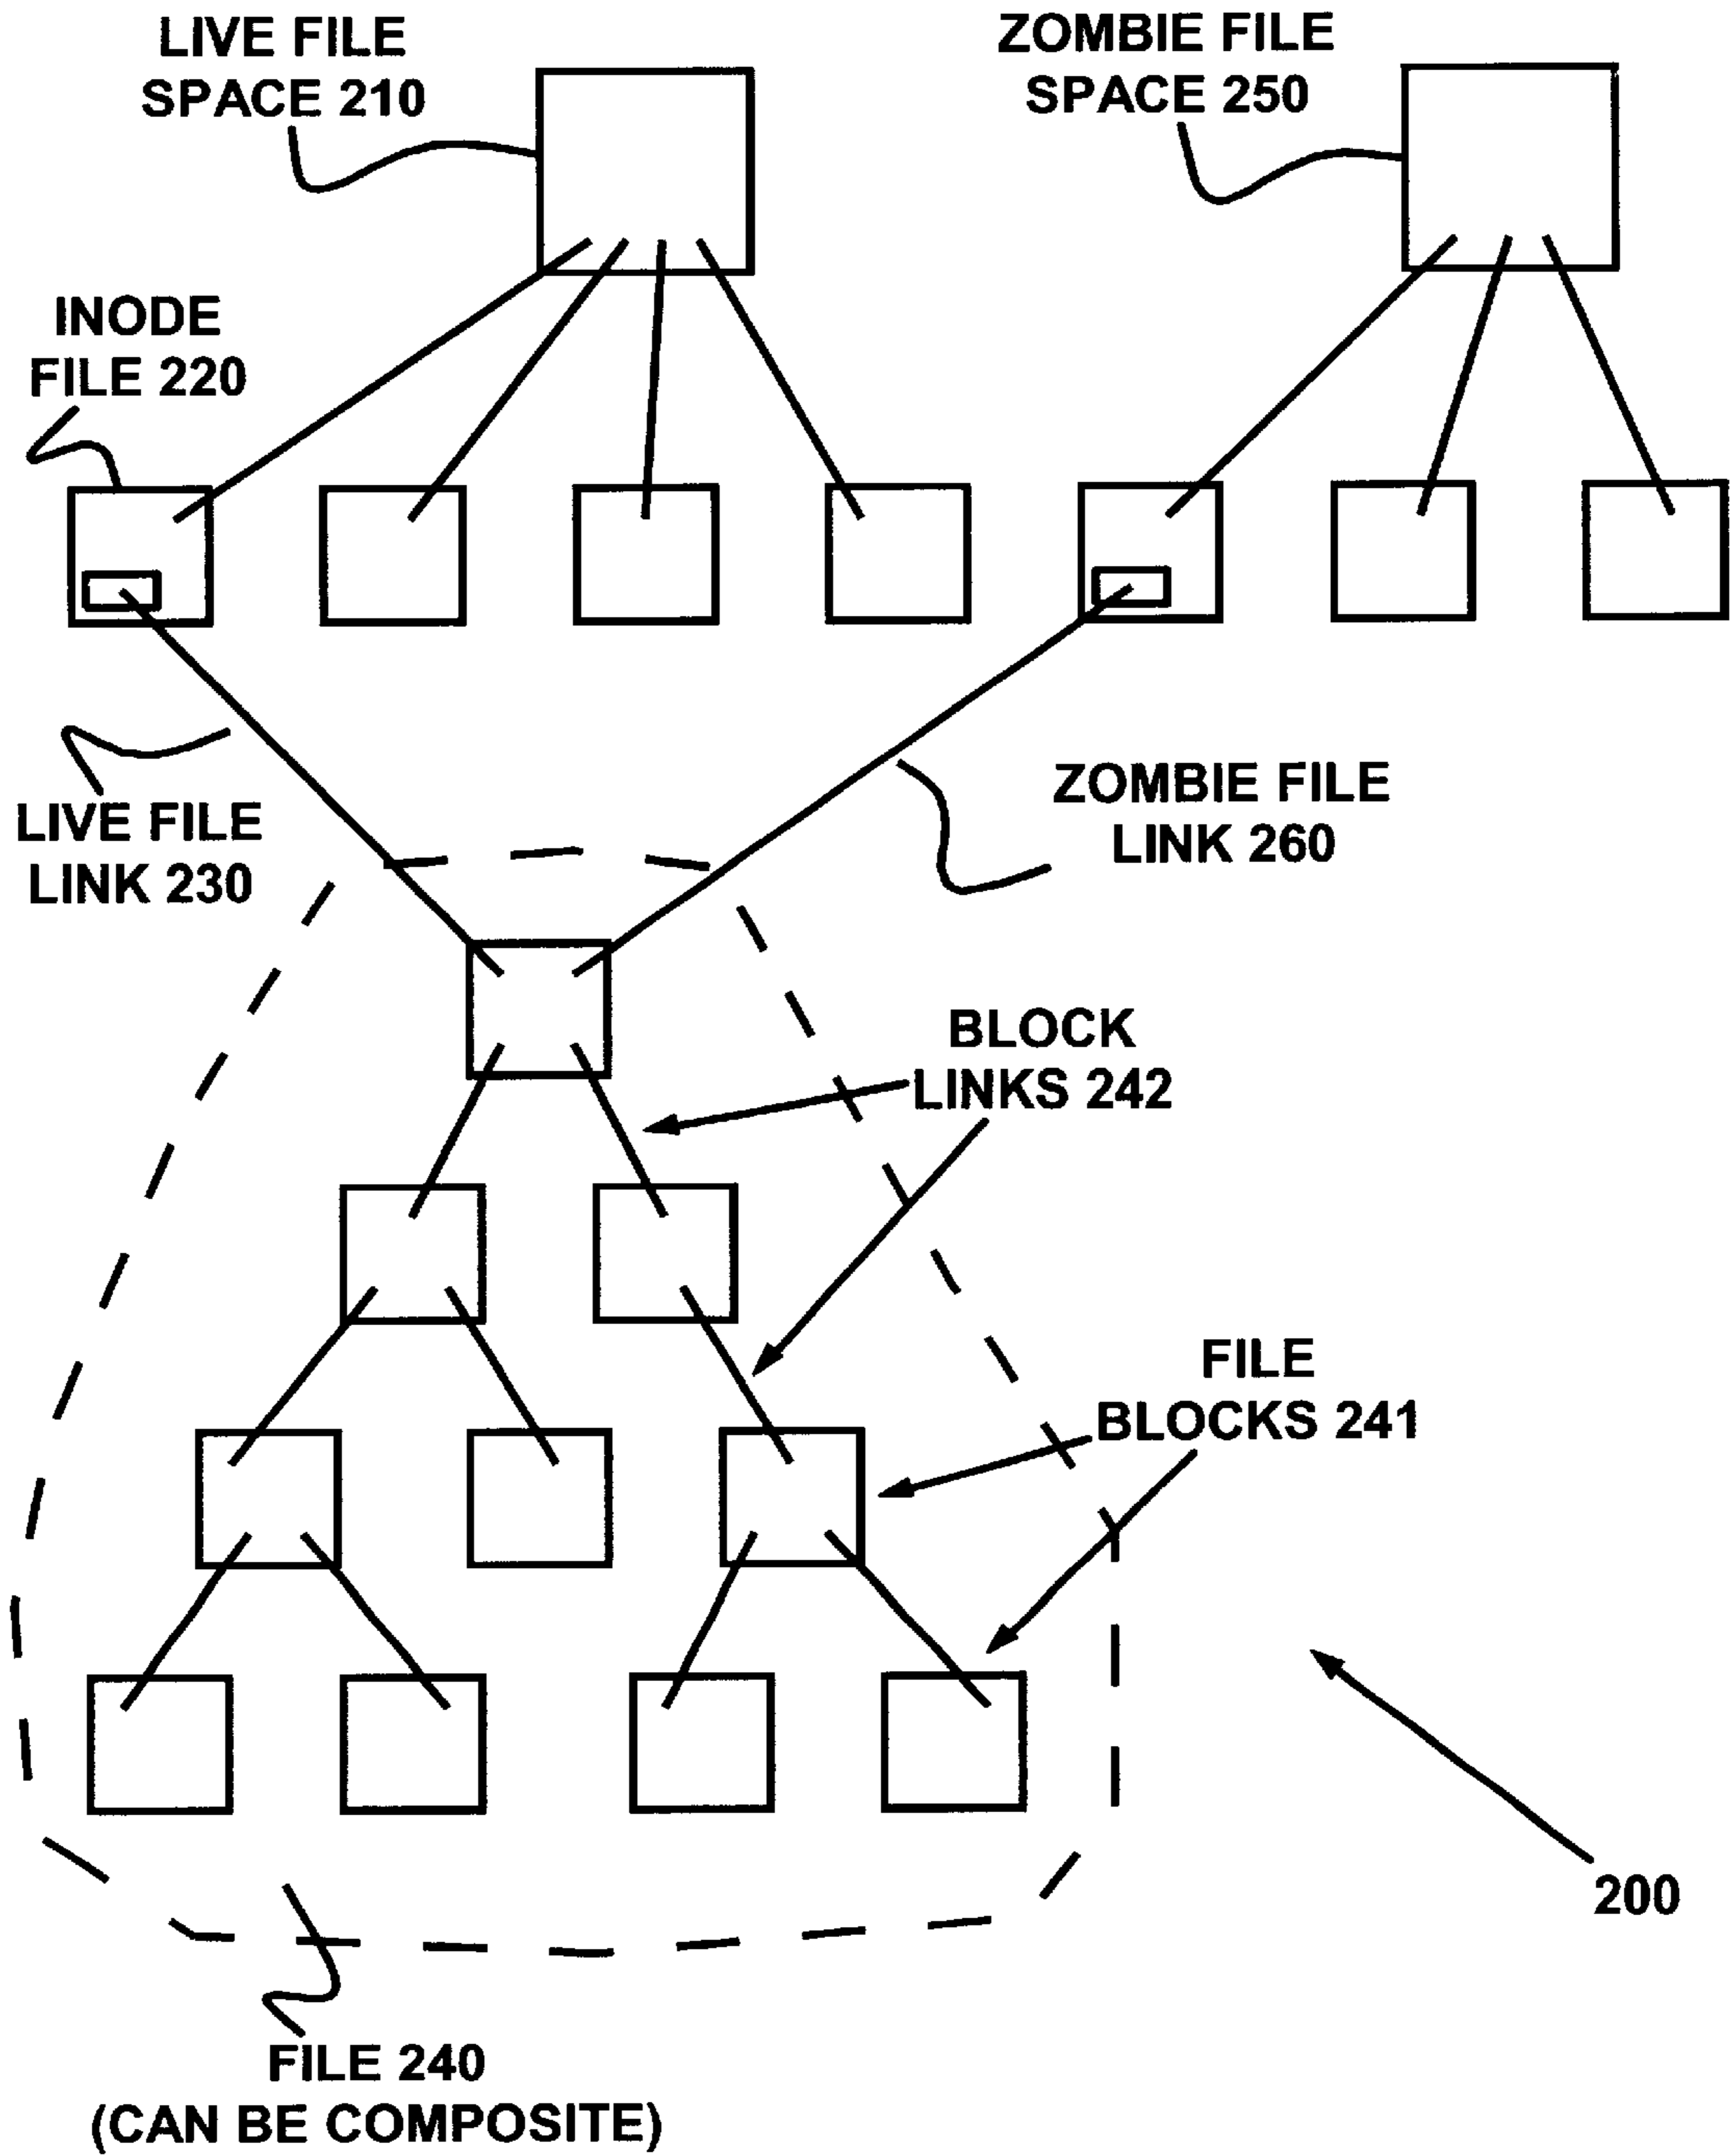 LIVE FILE
SPACE 210
ZOMBIE FILE
SPACE 250
INODE
FILE 220
LIVE FILE
LINK 230
ZOMBIE FILE
LINK 260
BLOCK
LINKS 242
FILE
BLOCKS 241
200
FILE 240
(CAN BE COMPOSITE)